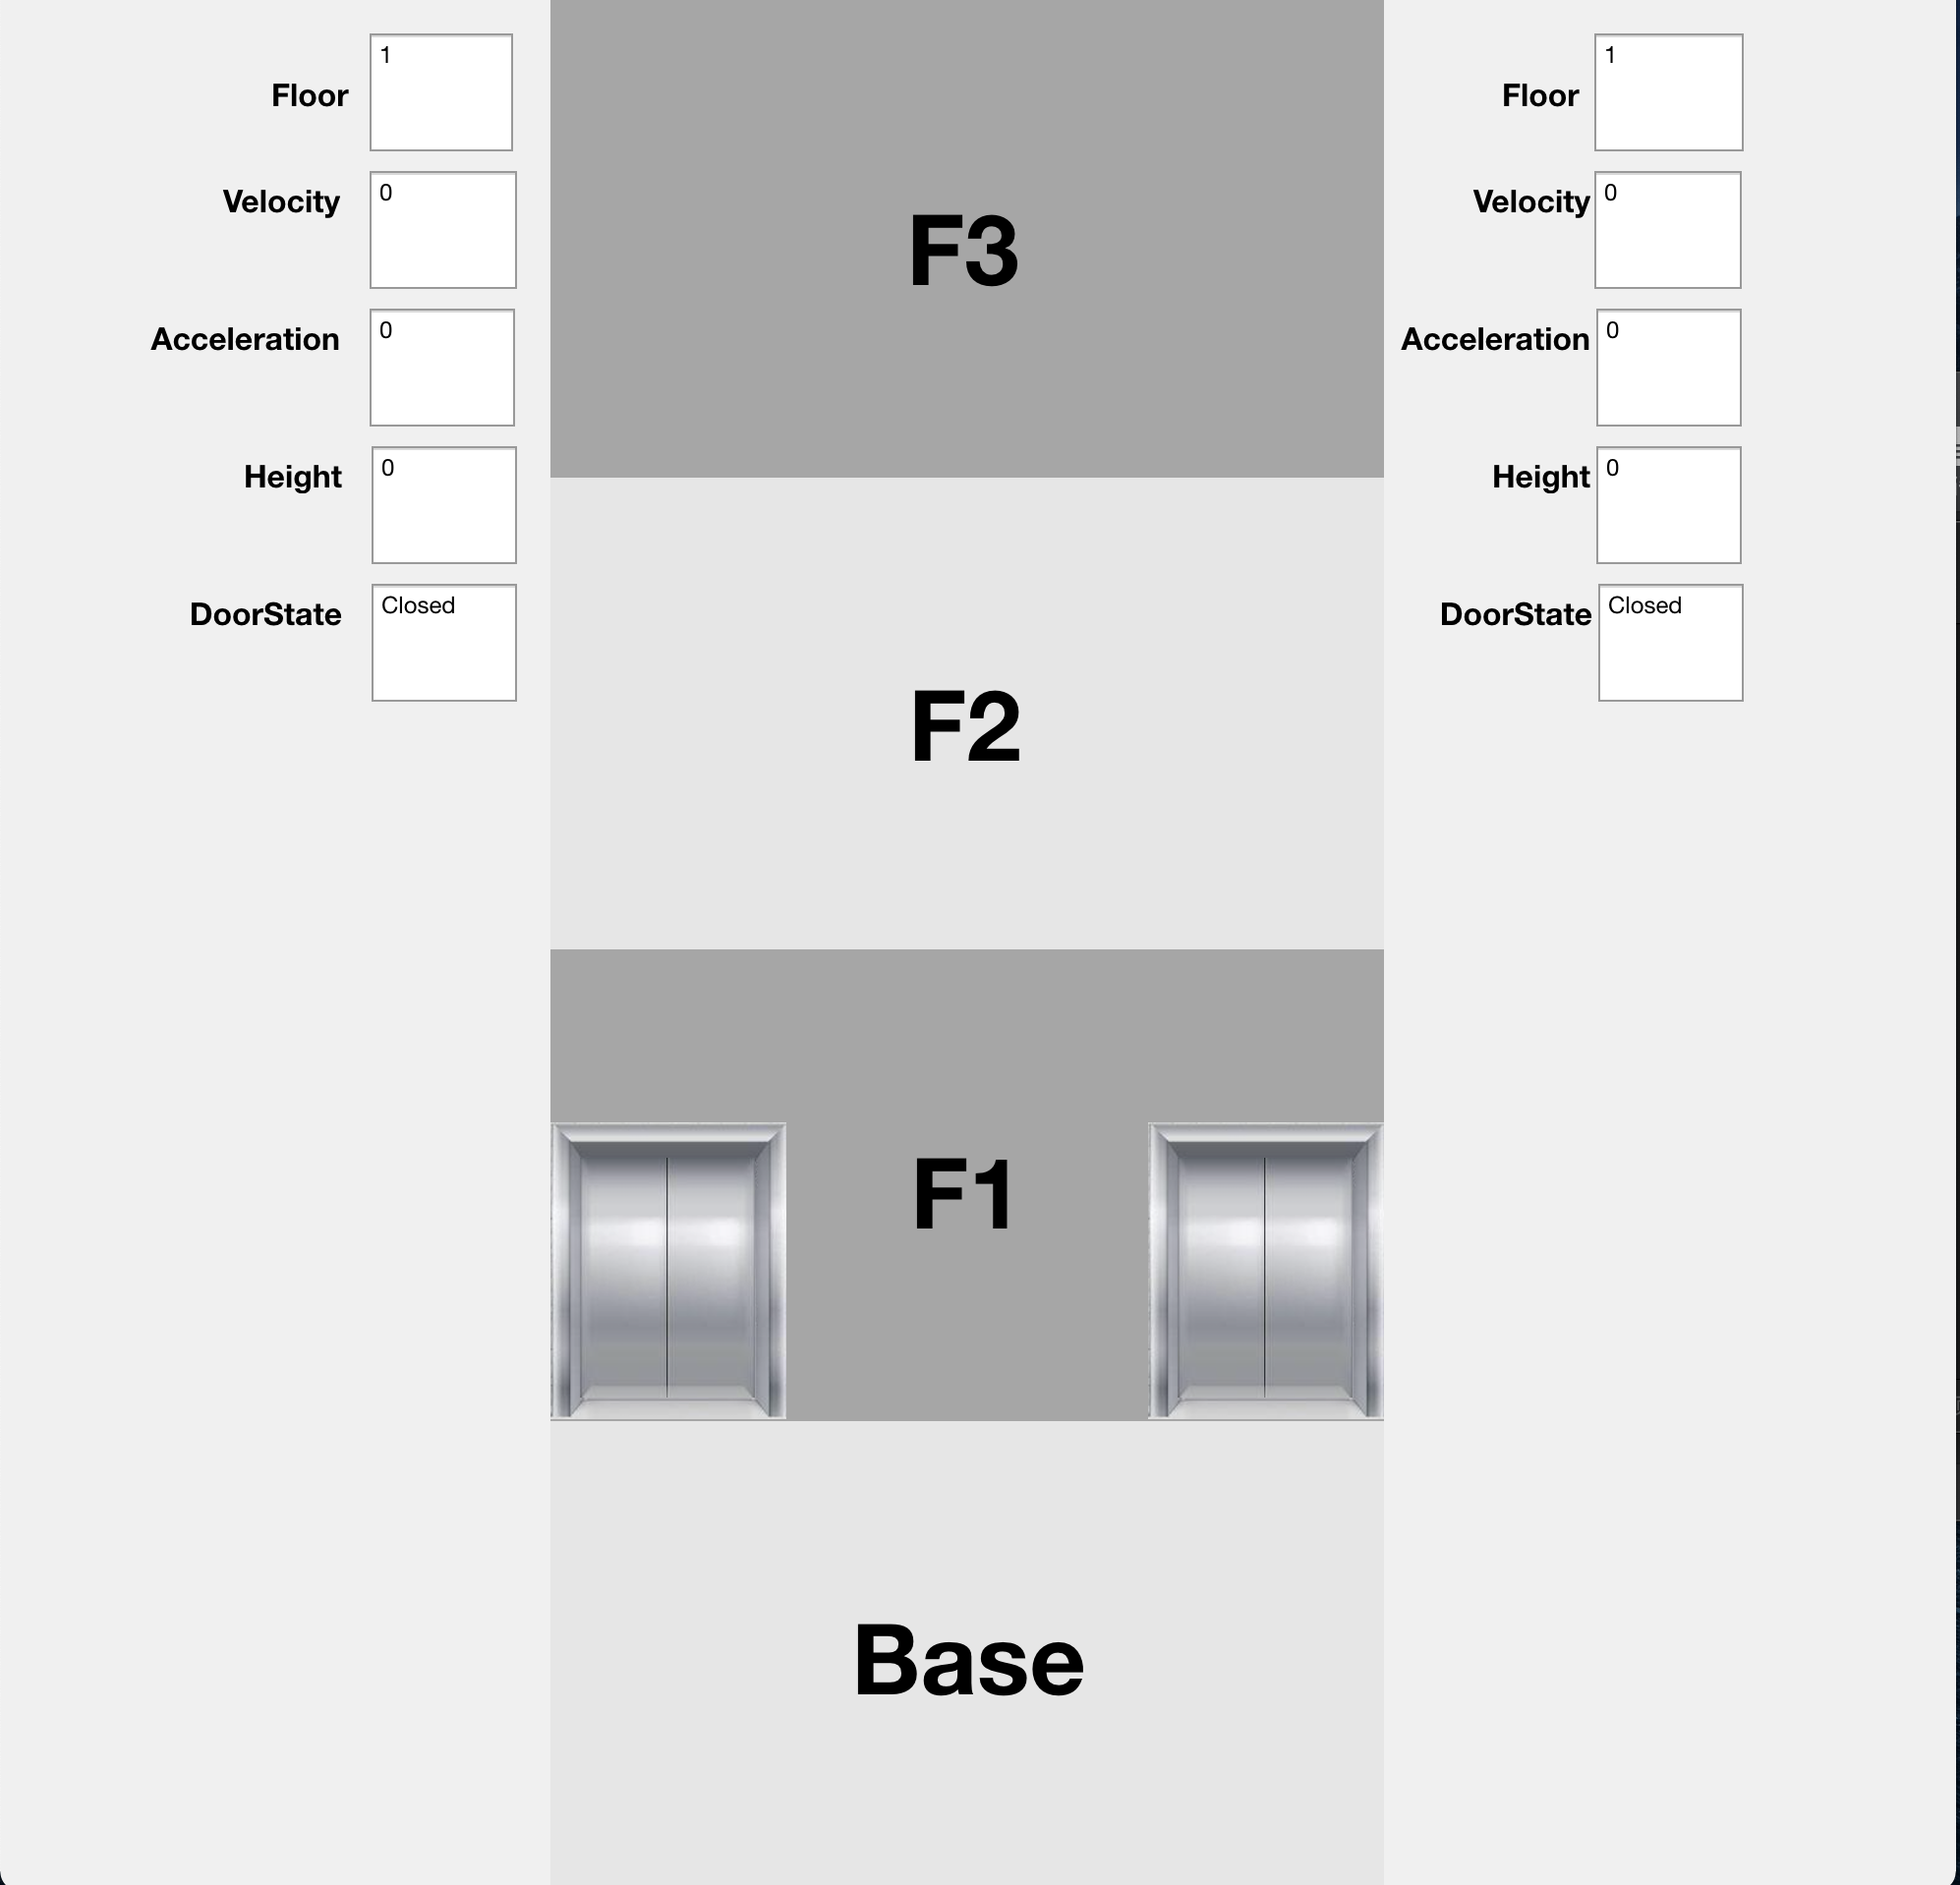 Floor
1
Velocity
0
Acceleration
0
Height
0
DoorState
Closed
F3
F2
F1
Base
Floor
1
Velocity
0
Acceleration
0
Height
0
DoorState
Closed